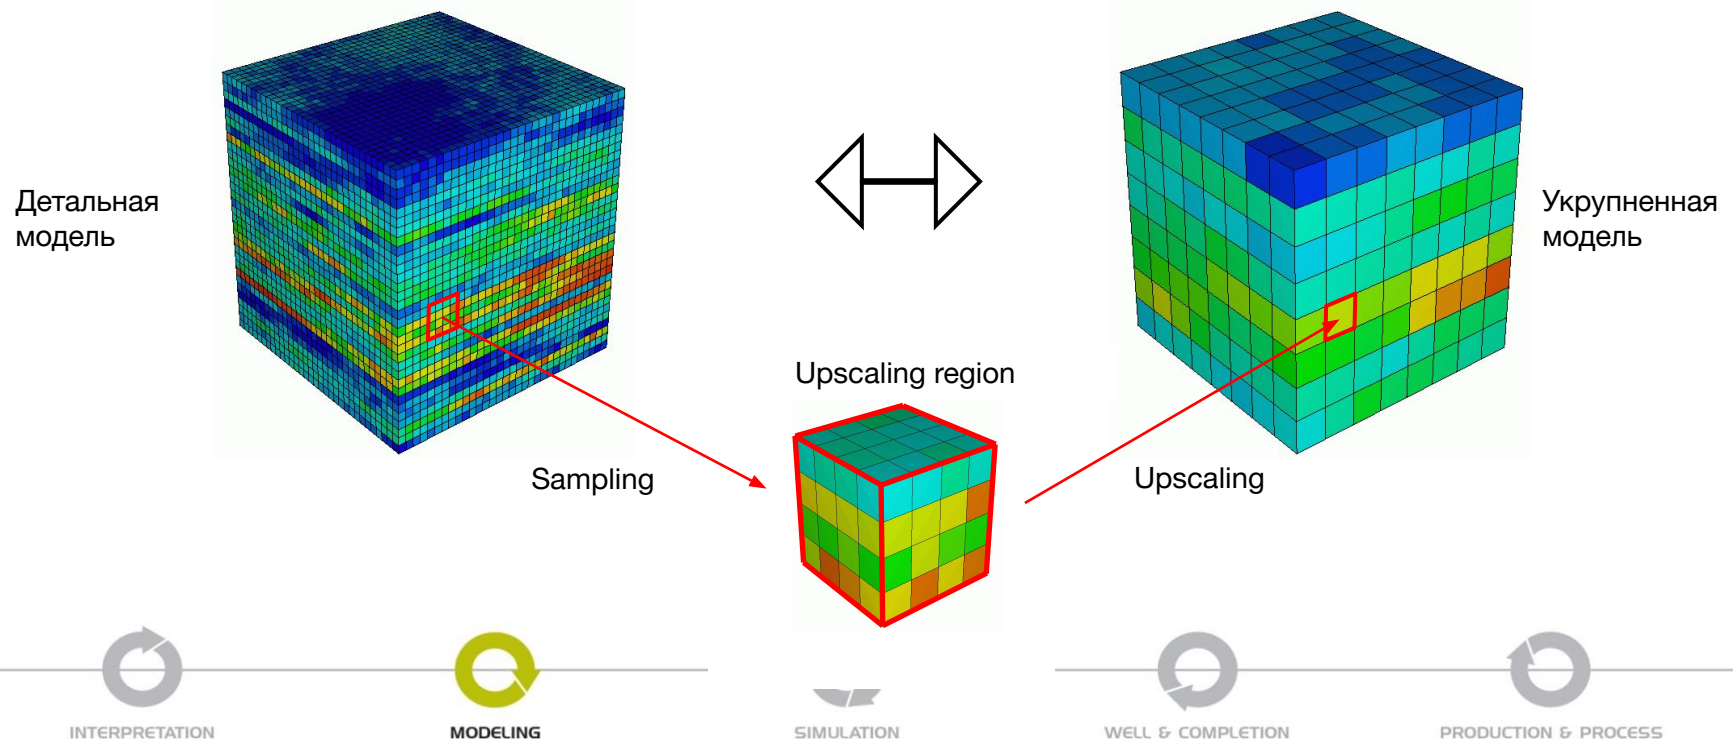 Детальная
модель
Укрупненная
модель
Upscaling region
Sampling
Upscaling
INTERPRETATION
MODELING
SIMULATION
WELL & COMPLETION
PRODUCTION & PROCESS